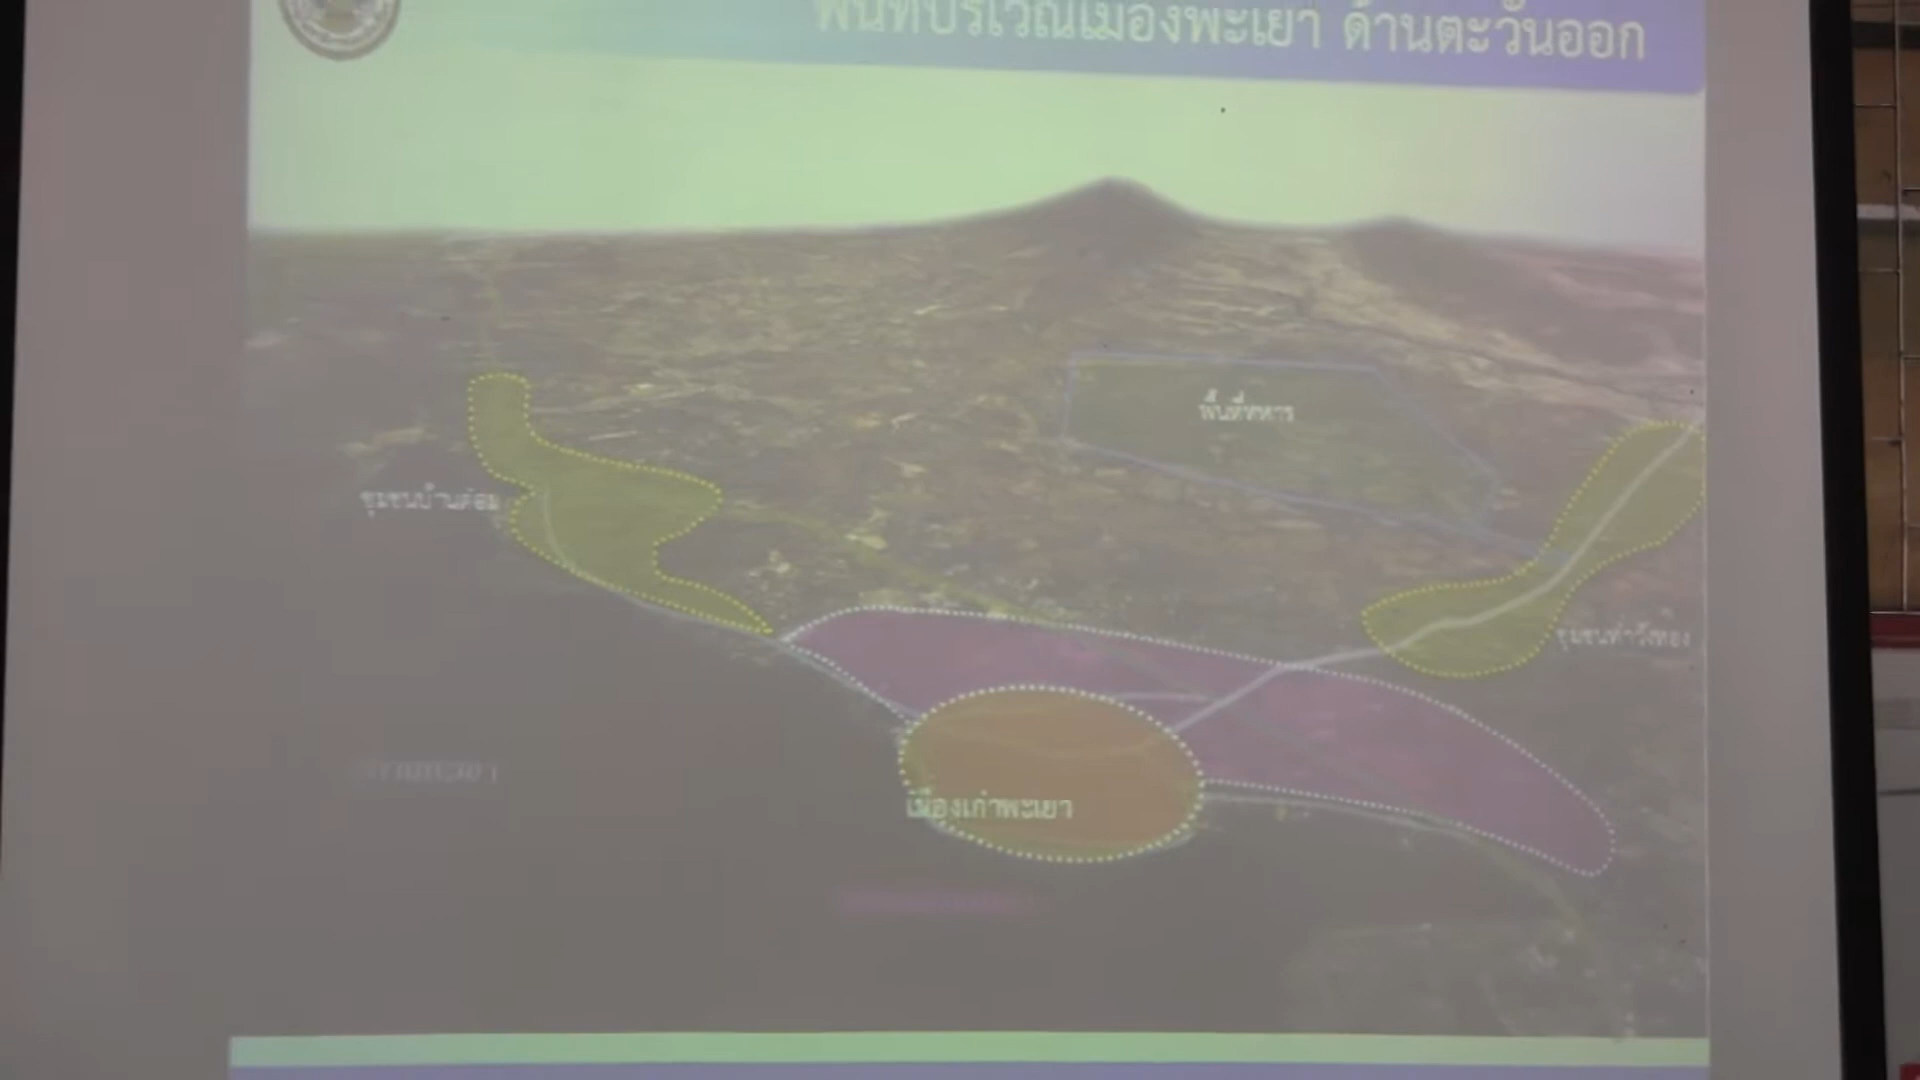 พื้นที่บริเวณเมืองพะเยา ด้านตะวันออก
พื้นที่ทหาร
ชุมชนบ้านต๋อม
ชุมชนท่าวังทอง
เมืองเก่าพะเยา